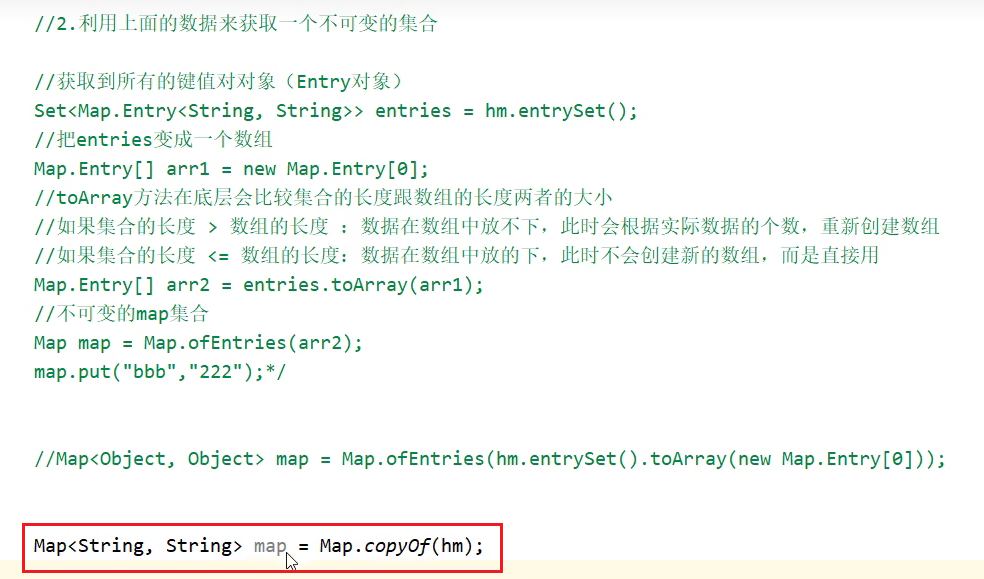 //2.利用上面的数据来获取一个不可变的集合
//获取到所有的键值对对象（Entry对象）
Set<Map.Entry<String, String>> entries = hm.entrySet();
//把entries变成一个数组
Map.Entry[] arr1 = new Map.Entry[0];
//toArray方法在底层会比较集合的长度跟数组的长度两者的大小
//如果集合的长度 > 数组的长度 ：数据在数组中放不下，此时会根据实际数据的个数，重新创建数组
//如果集合的长度 <= 数组的长度：数据在数组中放的下，此时不会创建新的数组，而是直接用
Map.Entry[] arr2 = entries.toArray(arr1);
//不可变的map集合
Map map = Map.ofEntries(arr2);
map.put("bbb","222");*/
//Map<Object, Object> map = Map.ofEntries(hm.entrySet().toArray(new Map.Entry[0]));
Map<String, String> map = Map.copyOf(hm);